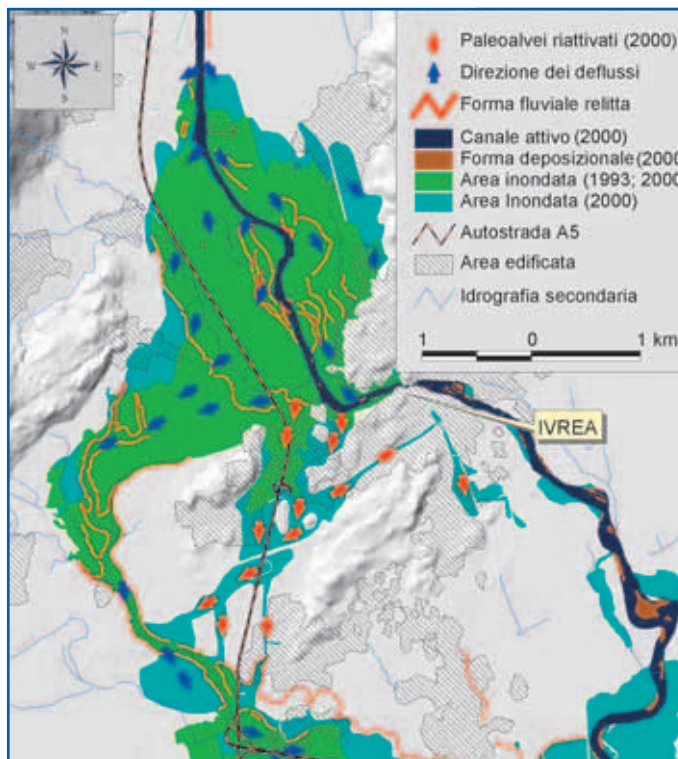 N
W E
S
Paleoalvei riattivati (2000)
Direzione dei deflussi
Forma fluviale relitta
Canale attivo (2000)
Forma deposizionale (2000
Area inondata (1993; 2000
Area Inondata (2000)
Autostrada A5
Area edificata
Idrografia secondaria
1 0 1 km
IVREA